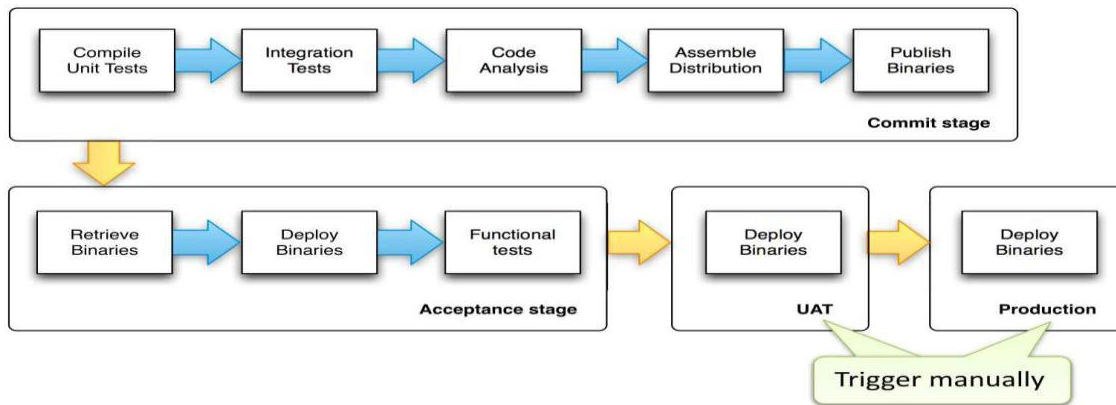 Compile
Unit Tests
Integration
Tests
Code
Analysis
Assemble
Distribution
Publish
Binaries
Commit stage
Retrieve
Binaries
Deploy
Binaries
Functional
tests
Acceptance stage
Deploy
Binaries
UAT
Deploy
Binaries
Production
Trigger manually